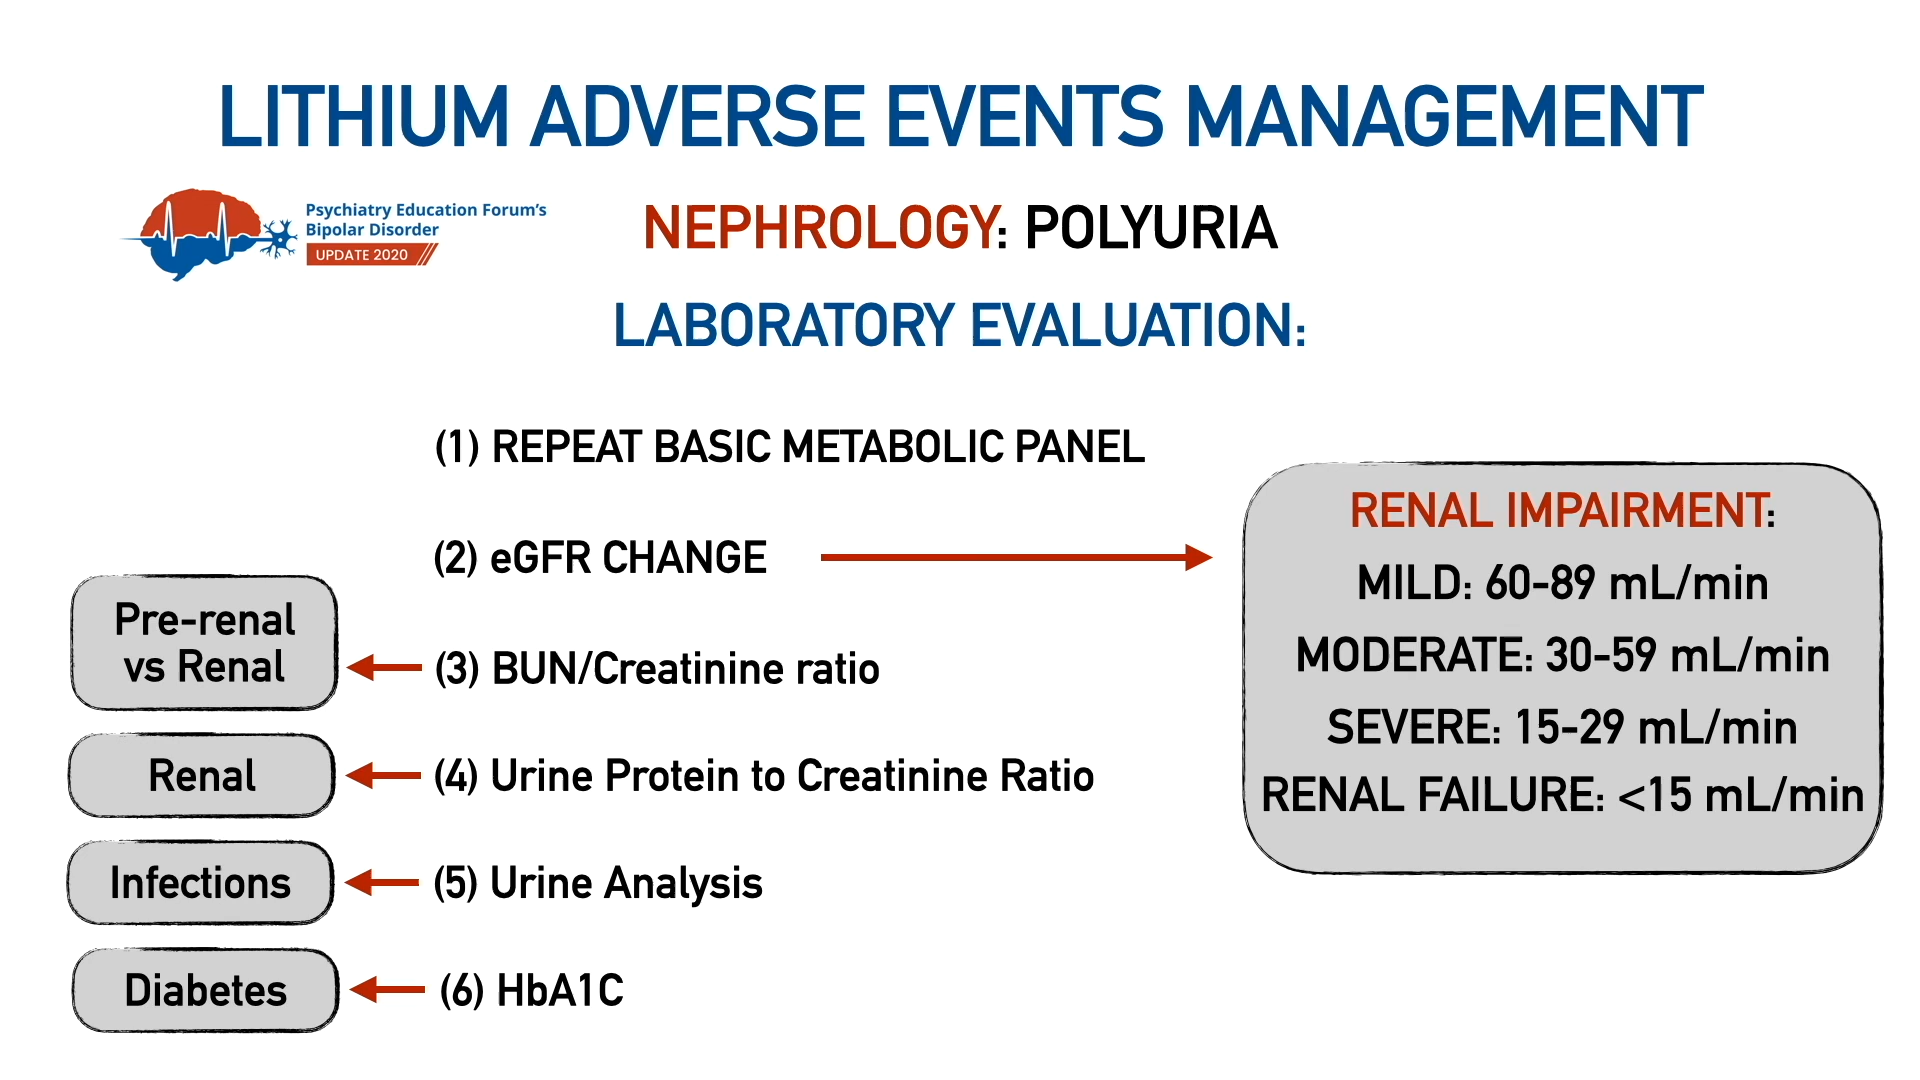 LITHIUM ADVERSE EVENTS MANAGEMENT
Psychiatry Education Forum's
Bipolar Disorder
UPDATE 2020
NEPHROLOGY: POLYURIA
LABORATORY EVALUATION:
(1) REPEAT BASIC METABOLIC PANEL
(2) eGFR CHANGE
RENAL IMPAIRMENT:
MILD: 60-89 mL/min
MODERATE: 30-59 mL/min
SEVERE: 15-29 mL/min
RENAL FAILURE: <15 mL/min
Pre-renal
vs Renal
(3) BUN/Creatinine ratio
Renal
(4) Urine Protein to Creatinine Ratio
Infections
(5) Urine Analysis
Diabetes
(6) HbA1C